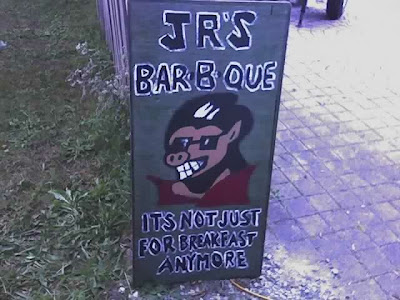 JR'S
BAR B QUE
ITS NOT JUST
FOR BREAKFAST
ANYMORE